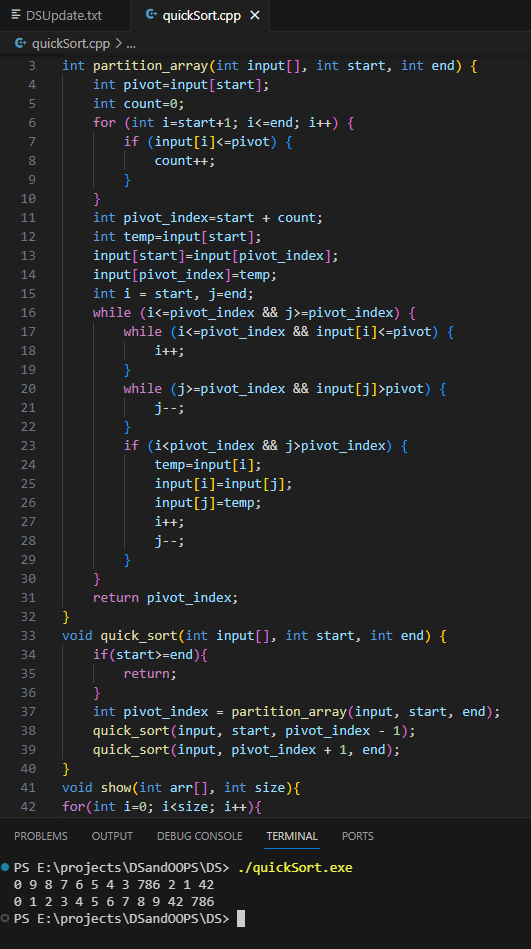 DSUpdate.txt quickSort.cpp
quickSort.cpp > ...
3 int partition_array(int input[], int start, int end) {
4     int pivot=input[start];
5     int count=0;
6     for (int i=start+1; i<=end; i++) {
7         if (input[i]<=pivot) {
8             count++;
9         }
10     }
11     int pivot_index=start + count;
12     int temp=input[start];
13     input[start]=input[pivot_index];
14     input[pivot_index]=temp;
15     int i = start, j=end;
16     while (i<=pivot_index && j>=pivot_index) {
17         while (i<=pivot_index && input[i]<=pivot) {
18             i++;
19         }
20         while (j>=pivot_index && input[j]>pivot) {
21             j--;
22         }
23         if (i<pivot_index && j>pivot_index) {
24             temp=input[i];
25             input[i]=input[j];
26             input[j]=temp;
27             i++;
28             j--;
29         }
30     }
31     return pivot_index;
32 }
33 void quick_sort(int input[], int start, int end) {
34     if(start>=end){
35         return;
36     }
37     int pivot_index = partition_array(input, start, end);
38     quick_sort(input, start, pivot_index - 1);
39     quick_sort(input, pivot_index + 1, end);
40 }
41 void show(int arr[], int size){
42 for(int i=0; i<size; i++){
PROBLEMS OUTPUT DEBUG CONSOLE TERMINAL PORTS
PS E:\projects\DSandOOPS\DS> ./quickSort.exe
0 9 8 7 6 5 4 3 786 2 1 42
0 1 2 3 4 5 6 7 8 9 42 786
PS E:\projects\DSandOOPS\DS>